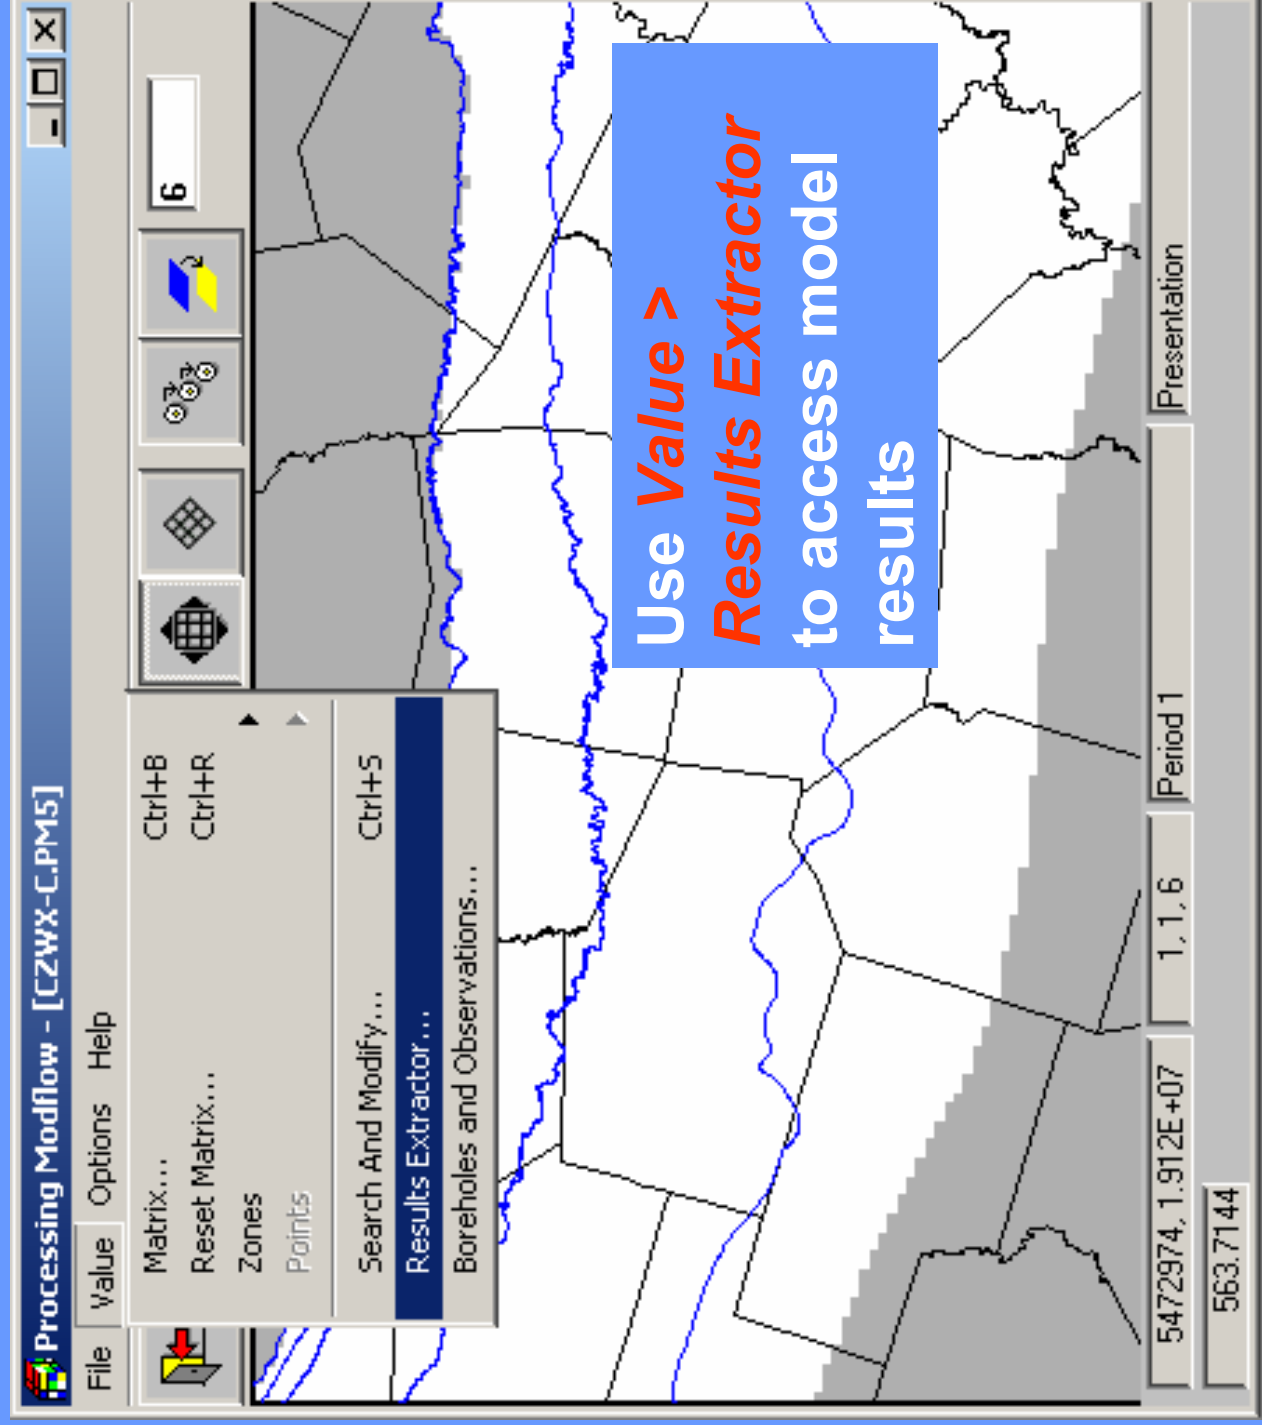 Processing Modflow - [CZWX-C.PM5]
File Value Options Help
Matrix... Ctrl+B
Reset Matrix... Ctrl+R
Zones
Points
Search And Modify... Ctrl+S
Results Extractor...
Boreholes and Observations...
6
Use Value >
Results Extractor
to access model
results
5472974, 1.912E+07
1, 1, 6
Period 1
Presentation
563.7144